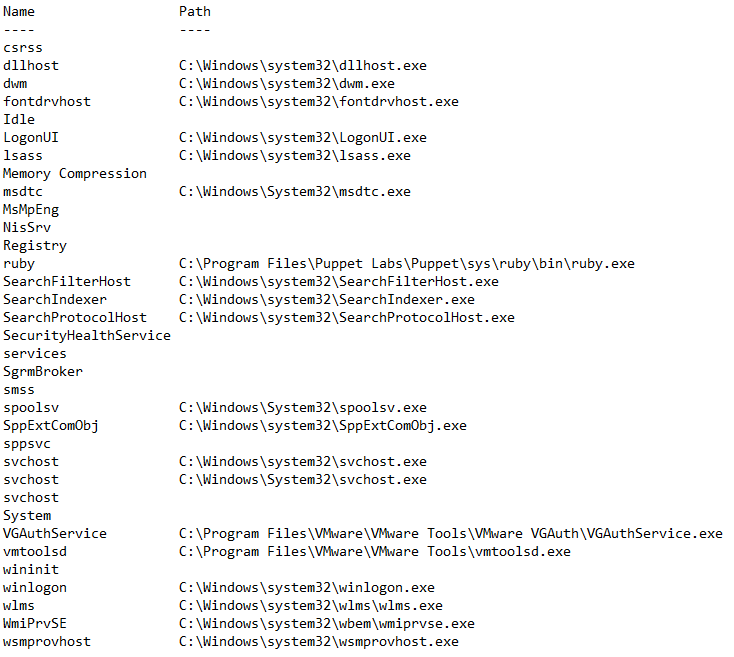 Name Path
---- ----
csrss
dllhost C:\Windows\system32\dllhost.exe
dwm C:\Windows\system32\dwm.exe
fontdrvhost C:\Windows\system32\fontdrvhost.exe
Idle
LogonUI C:\Windows\system32\LogonUI.exe
lsass C:\Windows\system32\lsass.exe
Memory Compression
msdtc C:\Windows\System32\msdtc.exe
MsMpEng
NisSrv
Registry
ruby C:\Program Files\Puppet Labs\Puppet\sys\ruby\bin\ruby.exe
SearchFilterHost C:\Windows\system32\SearchFilterHost.exe
SearchIndexer C:\Windows\system32\SearchIndexer.exe
SearchProtocolHost C:\Windows\system32\SearchProtocolHost.exe
SecurityHealthService
services
SgrmBroker
smss
spoolsv C:\Windows\System32\spoolsv.exe
SppExtComObj C:\Windows\system32\SppExtComObj.exe
sppsvc
svchost C:\Windows\system32\svchost.exe
svchost C:\Windows\System32\svchost.exe
svchost
System
VGAuthService C:\Program Files\VMware\VMware Tools\VMware VGAuth\VGAuthService.exe
vmtoolsd C:\Program Files\VMware\VMware Tools\vmtoolsd.exe
wininit
winlogon C:\Windows\system32\winlogon.exe
wlms C:\Windows\system32\wlms\wlms.exe
WmiPrvSE C:\Windows\system32\wbem\wmiprvse.exe
wsmprovhost C:\Windows\system32\wsmprovhost.exe